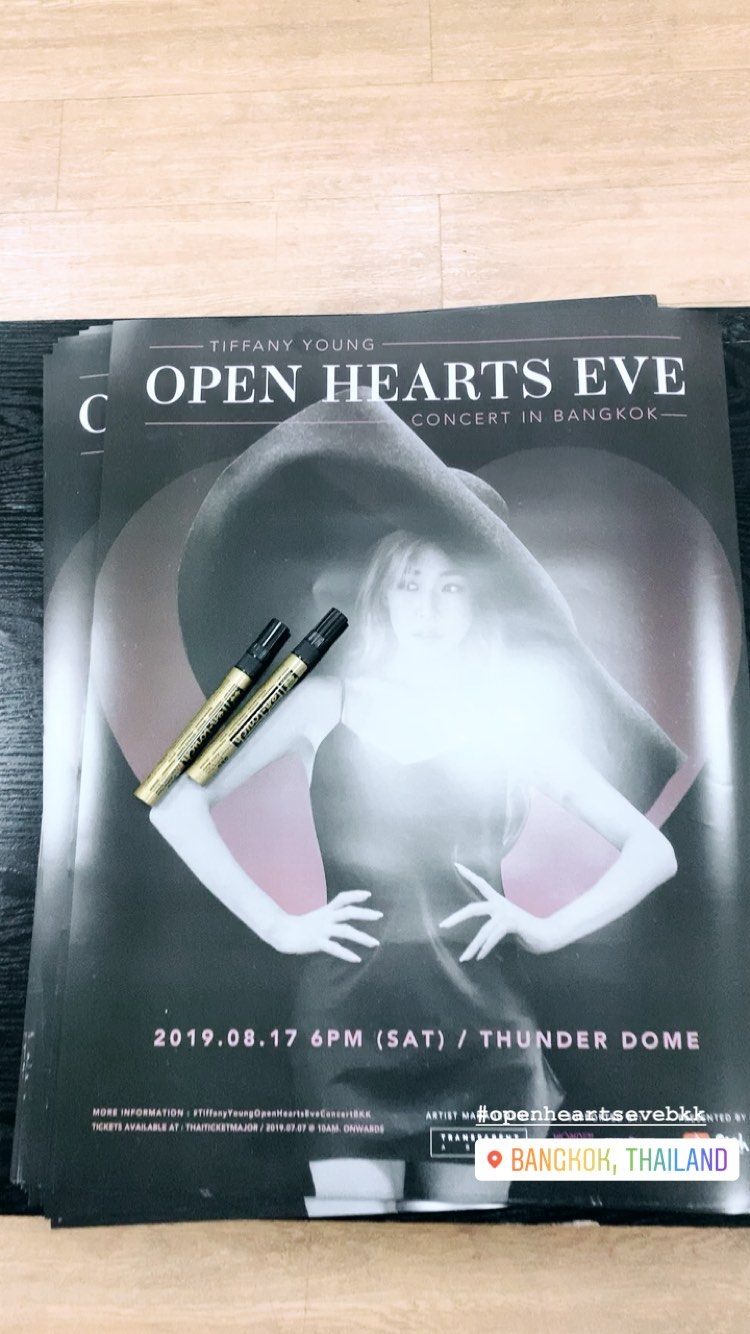 TIFFANY YOUNG
OPEN HEARTS EVE
CONCERT IN BANGKOK
2019.08.17 6PM (SAT) / THUNDER DOME
MORE INFORMATION : #TiffanyYoungOpenHeartsEveConcertBKK
TICKETS AVAILABLE AT : THAITICKETMAJOR / 2019.07.07 @ 10AM. ONWARDS
ARTIST
#openheartsevebkk
BANGKOK, THAILAND